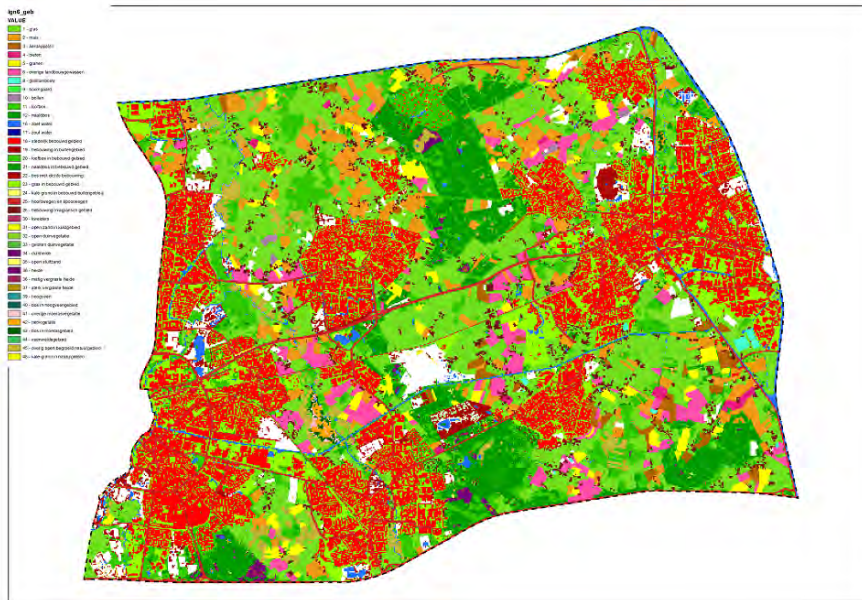 lgn6_geb
VALUE
1 - gras
2 - mais
3 - aardappelen
4 - bieten
5 - granen
6 - overige landbouwgewassen
8 - glastuinbouw
9 - boomgaard
10 - bollen
11 - loofbos
12 - naaldbos
16 - zoet water
17 - zout water
18 - stedelijk bebouwd gebied
19 - bebouwing in buitengebied
20 - loofbos in bebouwd gebied
21 - naaldbos in bebouwd gebied
22 - bos met dichte bebouwing
23 - gras in bebouwd gebied
24 - kale grond in bebouwd buitengebied
25 - hoofdwegen en spoorwegen
26 - bebouwing in agrarisch gebied
30 - kwelders
31 - open zand in kustgebied
32 - open duinvegetatie
33 - gesloten duinvegetatie
34 - duinheide
35 - open stuifzand
36 - heide
37 - matig vergraste heide
38 - sterk vergraste heide
39 - hoogveen
40 - bos in hoogveengebied
41 - overige moerasvegetatie
42 - rietvegetatie
43 - bos in moerasgebied
44 - veenweidegebied
45 - overig open begroeid natuurgebied
46 - kale grond in natuurgebied